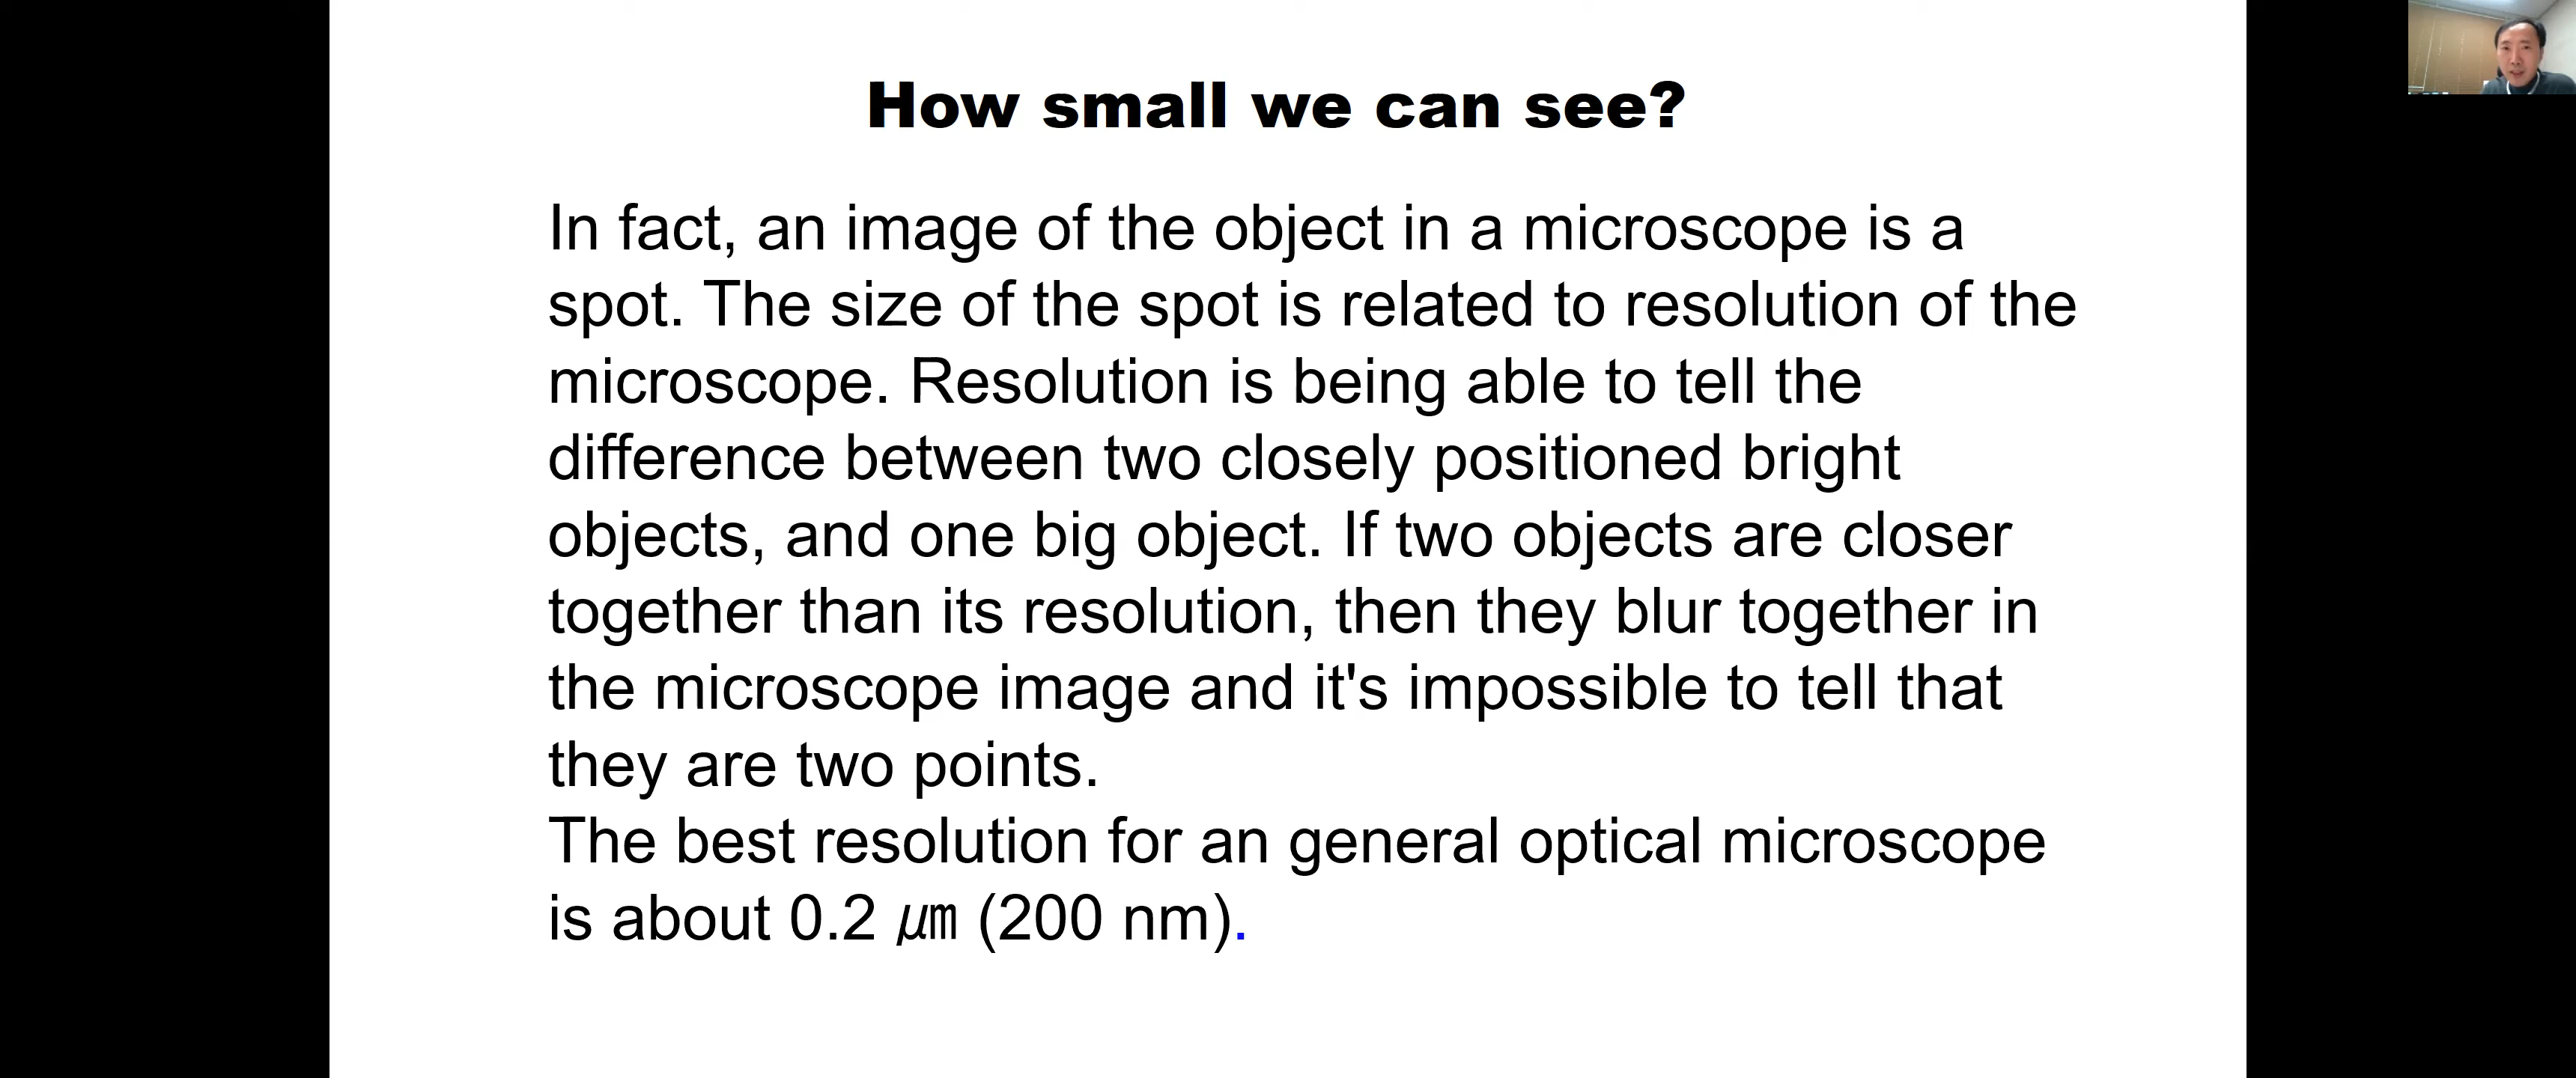 How small we can see?
In fact, an image of the object in a microscope is a
spot. The size of the spot is related to resolution of the
microscope. Resolution is being able to tell the
difference between two closely positioned bright
objects, and one big object. If two objects are closer
together than its resolution, then they blur together in
the microscope image and it's impossible to tell that
they are two points.
The best resolution for an general optical microscope
is about 0.2 ㎛ (200 nm).